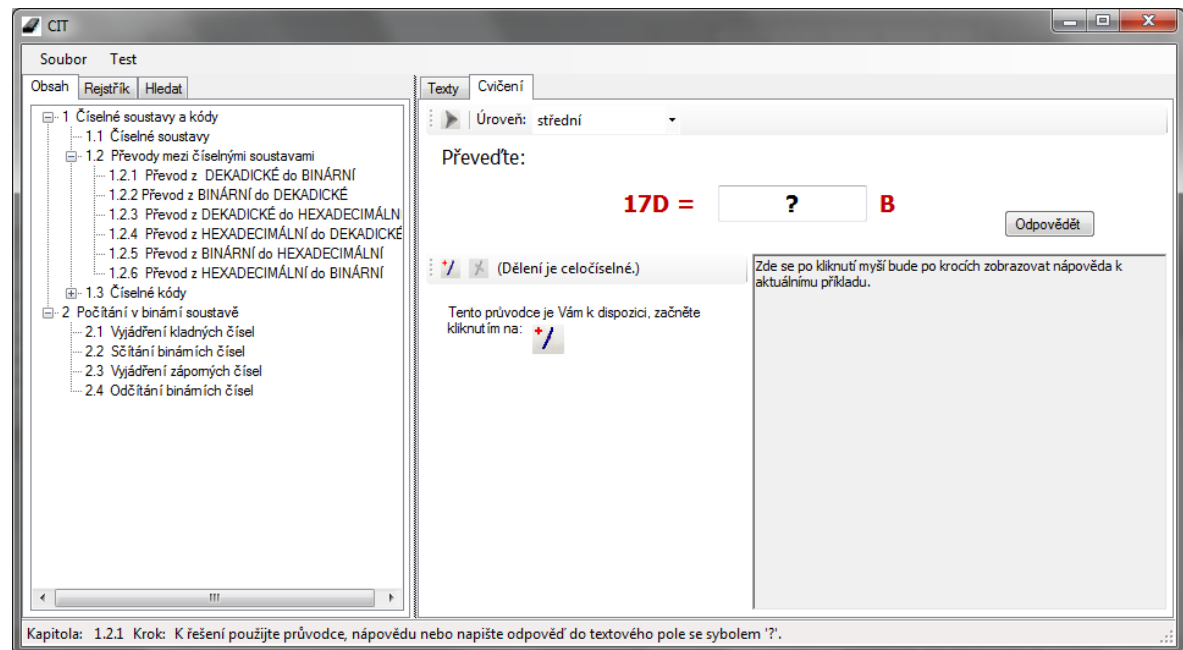 CIT
Soubor Test
Obsah Rejstřík Hledat
1 Číselné soustavy a kódy
1.1 Číselné soustavy
1.2 Převody mezi číselnými soustavami
1.2.1 Převod z DEKADICKÉ do BINÁRNÍ
1.2.2 Převod z BINÁRNÍ do DEKADICKÉ
1.2.3 Převod z DEKADICKÉ do HEXADECIMÁLN
1.2.4 Převod z HEXADECIMÁLNÍ do DEKADICKÉ
1.2.5 Převod z BINÁRNÍ do HEXADECIMÁLNÍ
1.2.6 Převod z HEXADECIMÁLNÍ do BINÁRNÍ
1.3 Číselné kódy
2 Počítání v binární soustavě
2.1 Vyjádření kladných čísel
2.2 Sčítání binárních čísel
2.3 Vyjádření záporných čísel
2.4 Odčítání binárních čísel
Texty Cvičení
Úroveň: střední
Převeďte:
17D = ? B
Odpovědět
(Dělení je celočíselné.)
Tento průvodce je Vám k dispozici, začněte
kliknutím na:
Zde se po kliknutí myší bude po krocích zobrazovat nápověda k
aktuálnímu příkladu.
Kapitola: 1.2.1 Krok: K řešení použijte průvodce, nápovědu nebo napište odpověď do textového pole se sybolem '?'.